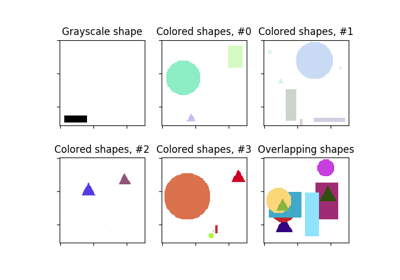 Grayscale shape
Colored shapes, #0
Colored shapes, #1
Colored shapes, #2
Colored shapes, #3
Overlapping shapes